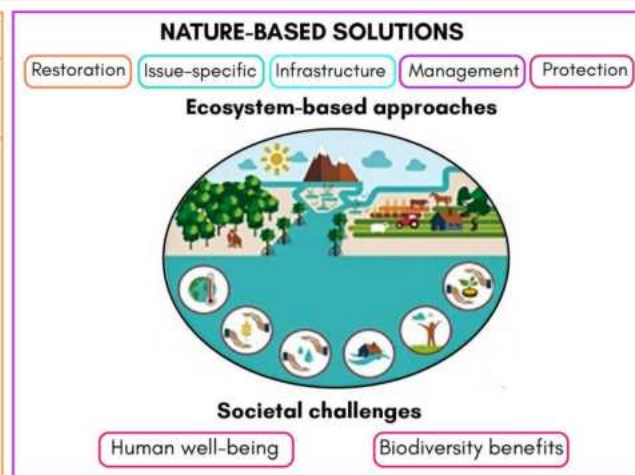 NATURE-BASED SOLUTIONS
Restoration Issue-specific Infrastructure Management Protection
Ecosystem-based approaches
Societal challenges
Human well-being Biodiversity benefits